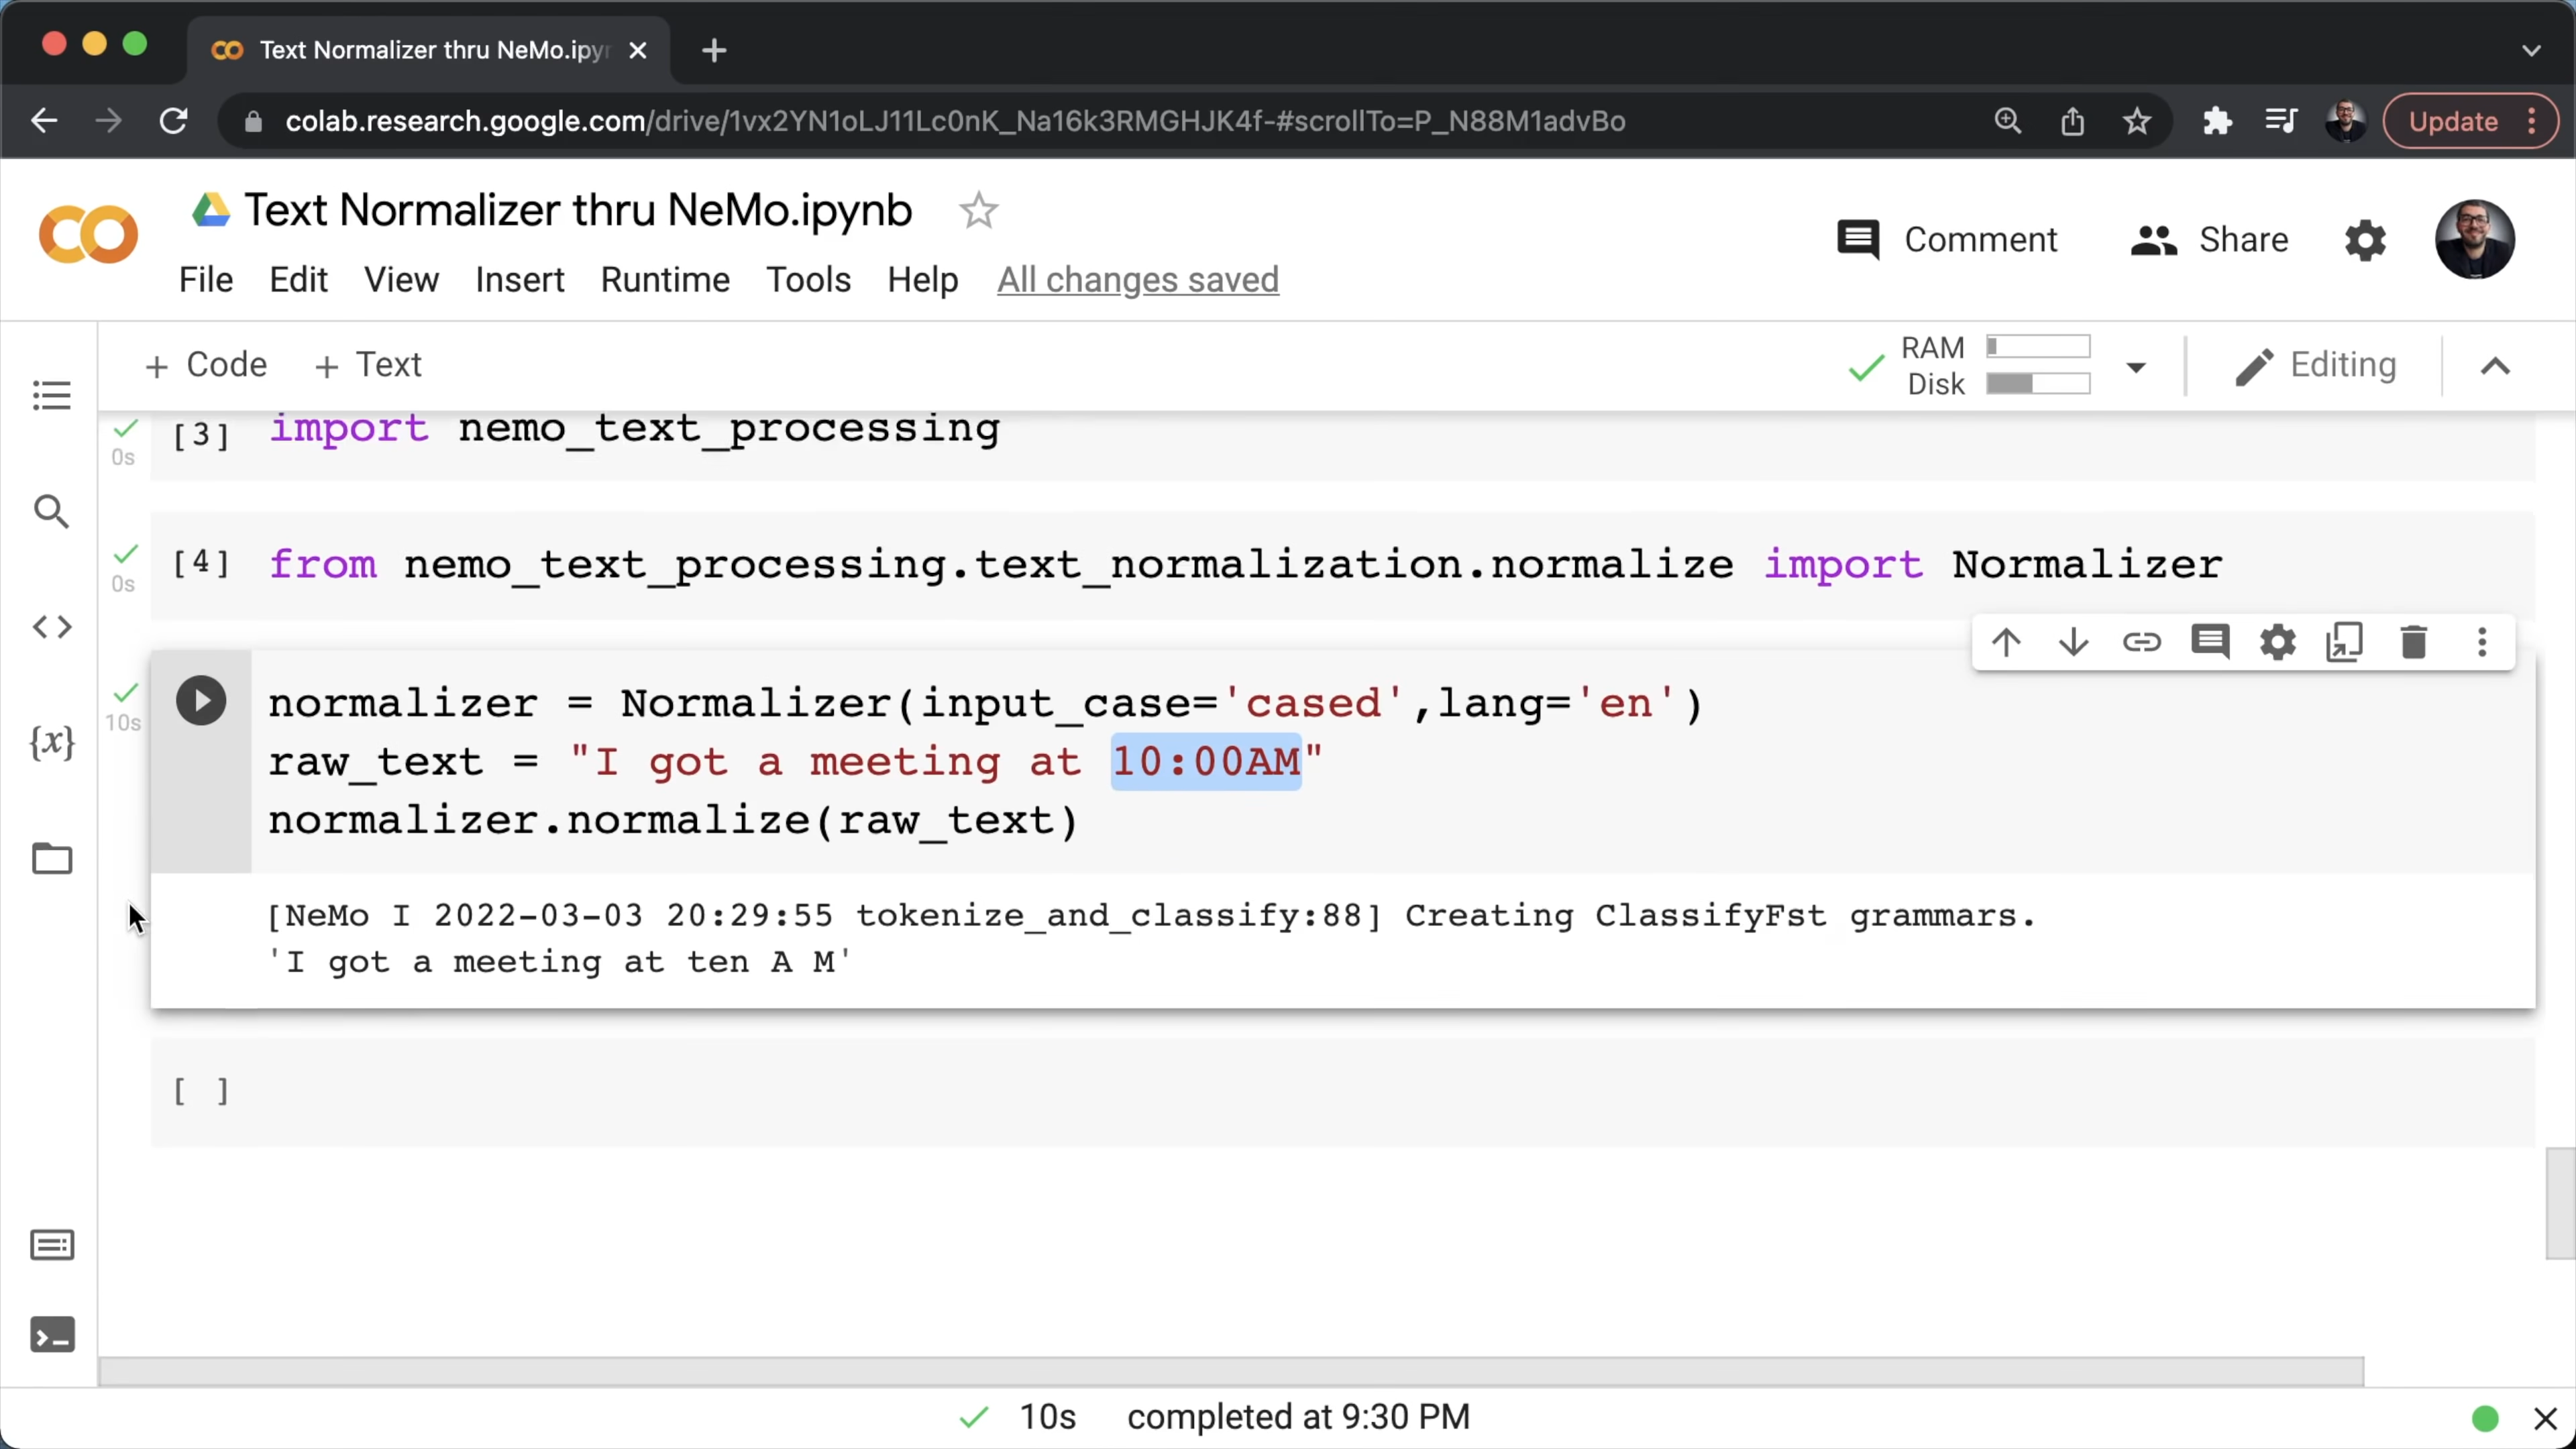 Text Normalizer thru NeMo.ipyn
colab.research.google.com/drive/1vx2YN1oLJ11Lc0nK_Na16k3RMGHJK4f-#scrollTo=P_N88M1advBo
Update
Text Normalizer thru NeMo.ipynb
Comment
Share
File Edit View Insert Runtime Tools Help All changes saved
+ Code + Text
RAM
Disk
Editing
[3] import nemo_text_processing
0s
[4] from nemo_text_processing.text_normalization.normalize import Normalizer
0s
normalizer = Normalizer(input_case='cased',lang='en')
10s
raw_text = "I got a meeting at 10:00AM"
normalizer.normalize(raw_text)
{x}
[NeMo I 2022-03-03 20:29:55 tokenize_and_classify:88] Creating ClassifyFst grammars.
'I got a meeting at ten A M'
[ ]
10s completed at 9:30 PM